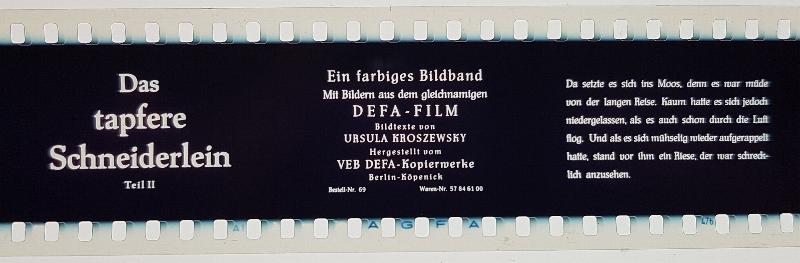 Das
tapfere
Schneiderlein
Teil II
Ein farbiges Bildband
Mit Bildern aus dem gleichnamigen
DEFA-FILM
Bildtexte von
URSULA KROSZEWSKY
Hergestellt vom
VEB DEFA-Kopierwerke
Berlin-Köpenick
Bestell-Nr. 69 Waren-Nr. 57 84 61 00
Da setzte es sich ins Moos, denn es war müde
von der langen Reise. Kaum hatte es sich jedoch
niedergelassen, als es auch schon durch die Luft
flog. Und als es sich mühselig wieder aufgerappelt
hatte, stand vor ihm ein Riese, der war schreck-
lich anzusehen.
AGFA